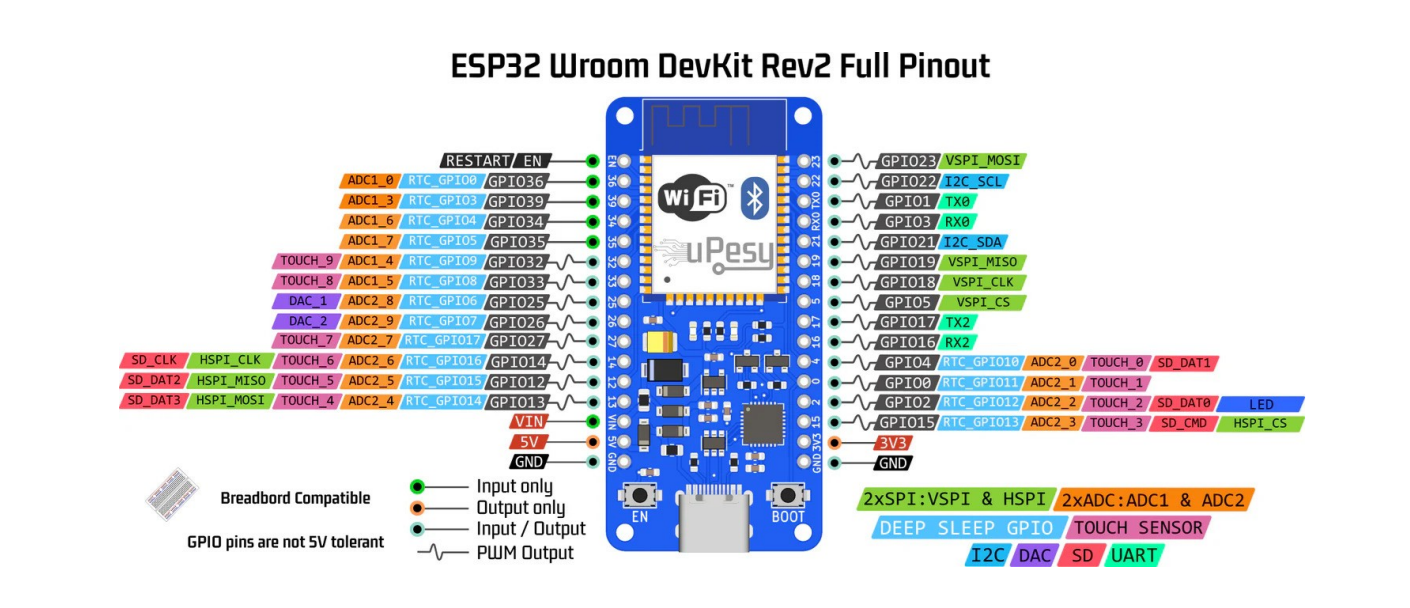 ESP32 Wroom DevKit Rev2 Full Pinout
RESTART EN
ADC1_0 RTC_GPIO0 GPIO36
ADC1_3 RTC_GPIO3 GPIO39
ADC1_6 RTC_GPIO4 GPIO34
ADC1_7 RTC_GPIO5 GPIO35
TOUCH_9 ADC1_4 RTC_GPIO9 GPIO32
TOUCH_8 ADC1_5 RTC_GPIO8 GPIO33
DAC_1 ADC2_8 RTC_GPIO6 GPIO25
DAC_2 ADC2_9 RTC_GPIO7 GPIO26
TOUCH_7 ADC2_7 RTC_GPIO17 GPIO27
SD_CLK HSPI_CLK TOUCH_6 ADC2_6 RTC_GPIO16 GPIO14
SD_DAT2 HSPI_MISO TOUCH_5 ADC2_5 RTC_GPIO15 GPIO12
SD_DAT3 HSPI_MOSI TOUCH_4 ADC2_4 RTC_GPIO14 GPIO13
VIN
5V
GND
EN
36
39
34
35
32
33
25
26
27
14
12
13
VIN
5V
GND
WiFi™
uPesy
EN
BOOT
23
22
TX0
RX0
21
19
18
5
17
16
4
0
2
15
3V3
GND
GPIO23 VSPI_MOSI
GPIO22 I2C_SCL
GPIO1 TX0
GPIO3 RX0
GPIO21 I2C_SDA
GPIO19 VSPI_MISO
GPIO18 VSPI_CLK
GPIO5 VSPI_CS
GPIO17 TX2
GPIO16 RX2
GPIO4 RTC_GPIO10 ADC2_0 TOUCH_0 SD_DAT1
GPIO0 RTC_GPIO11 ADC2_1 TOUCH_1
GPIO2 RTC_GPIO12 ADC2_2 TOUCH_2 SD_DAT0 LED
GPIO15 RTC_GPIO13 ADC2_3 TOUCH_3 SD_CMD HSPI_CS
3V3
GND
Breadbord Compatible
GPIO pins are not 5V tolerant
Input only
Output only
Input / Output
PWM Output
2xSPI:VSPI & HSPI 2xADC:ADC1 & ADC2
DEEP SLEEP GPIO TOUCH SENSOR
I2C DAC SD UART